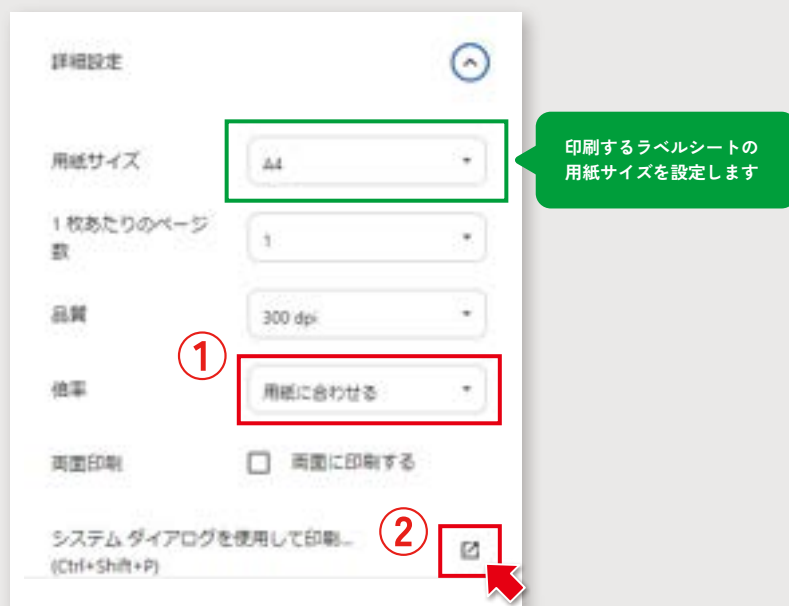 詳細設定
用紙サイズ
A4
印刷するラベルシートの
用紙サイズを設定します
1 枚あたりのページ
数
1
品質
300 dpi
①
倍率
用紙に合わせる
両面印刷
両面に印刷する
システム ダイアログを使用して印刷...
(Ctrl+Shift+P)
②